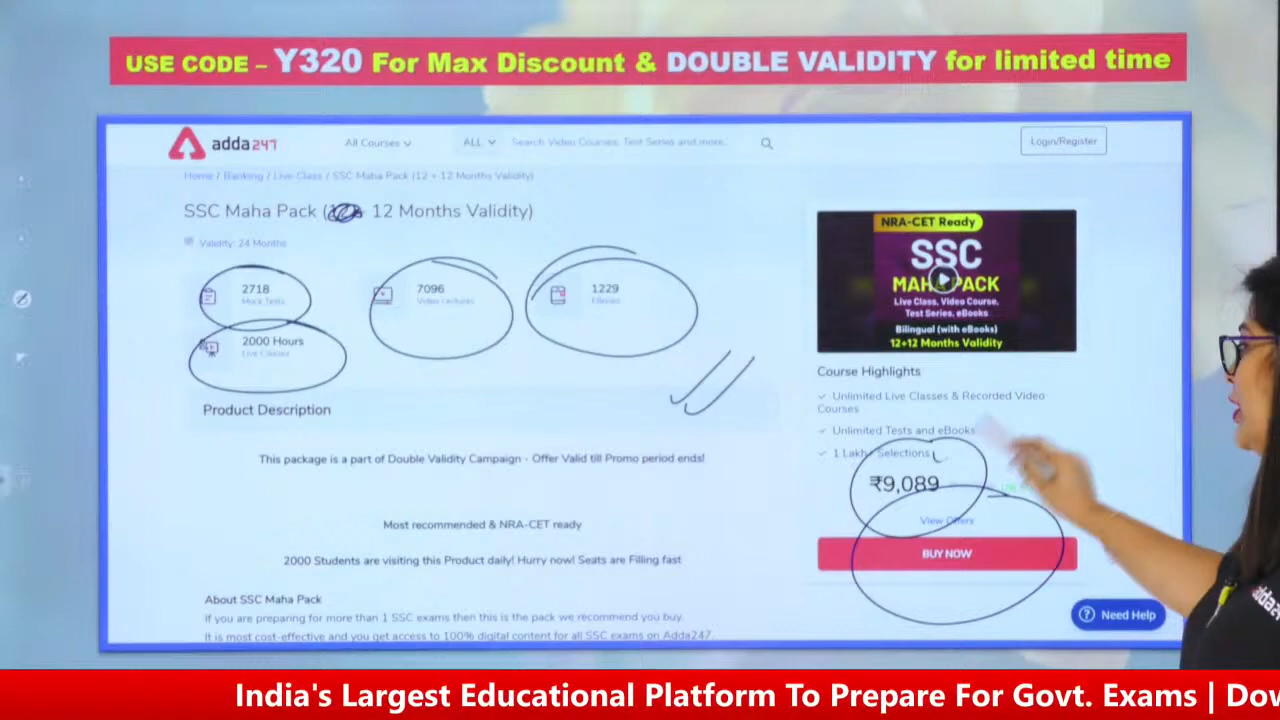 USE CODE – Y320 For Max Discount & DOUBLE VALIDITY for limited time
adda247
All Courses
ALL
Search Video Courses, Test Series and more..
Login/Register
Home / Banking / Live Class / SSC Maha Pack (12 + 12 Months Validity)
SSC Maha Pack ( 12 Months Validity)
Validity: 24 Months
2718
Mock Tests
7096
Video Lectures
1229
EBooks
2000 Hours
Live Classes
Product Description
This package is a part of Double Validity Campaign - Offer Valid till Promo period ends!
Most recommended & NRA-CET ready
2000 Students are visiting this Product daily! Hurry now! Seats are Filling fast
About SSC Maha Pack
If you are preparing for more than 1 SSC exams then this is the pack we recommend you buy.
It is most cost-effective and you get access to 100% digital content for all SSC exams on Adda247.
NRA-CET Ready
SSC
MAHA PACK
Live Class, Video Course,
Test Series, eBooks
Bilingual (with eBooks)
12+12 Months Validity
Course Highlights
Unlimited Live Classes & Recorded Video
Courses
Unlimited Tests and eBooks
1 Lakh+ Selections
₹9,089
View Offers
BUY NOW
Need Help
India's Largest Educational Platform To Prepare For Govt. Exams | Dow